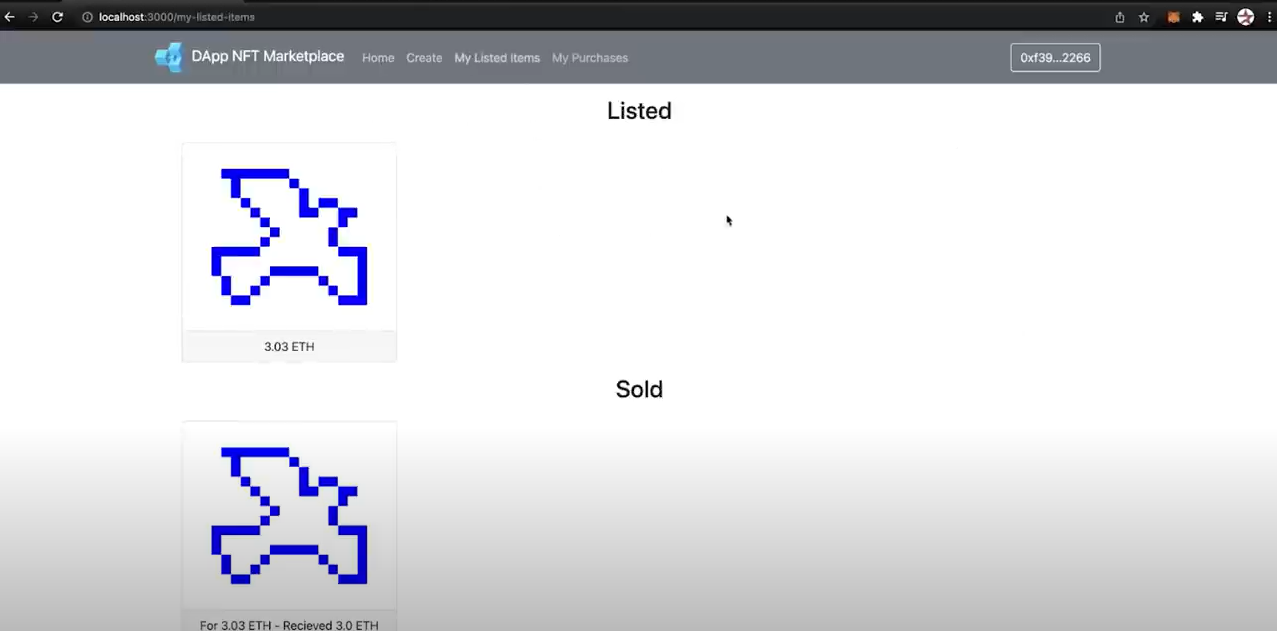 localhost:3000/my-listed-items
DApp NFT Marketplace Home Create My Listed Items My Purchases 0xf39...2266
Listed
3.03 ETH
Sold
For 3.03 ETH - Recieved 3.0 ETH